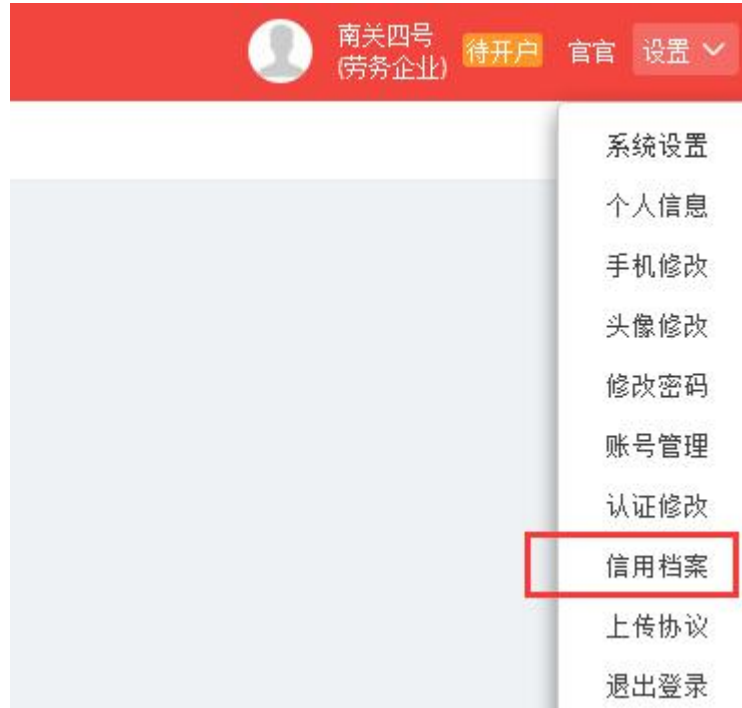 南关四号
(劳务企业)
待开户
官官
设置
系统设置
个人信息
手机修改
头像修改
修改密码
账号管理
认证修改
信用档案
上传协议
退出登录